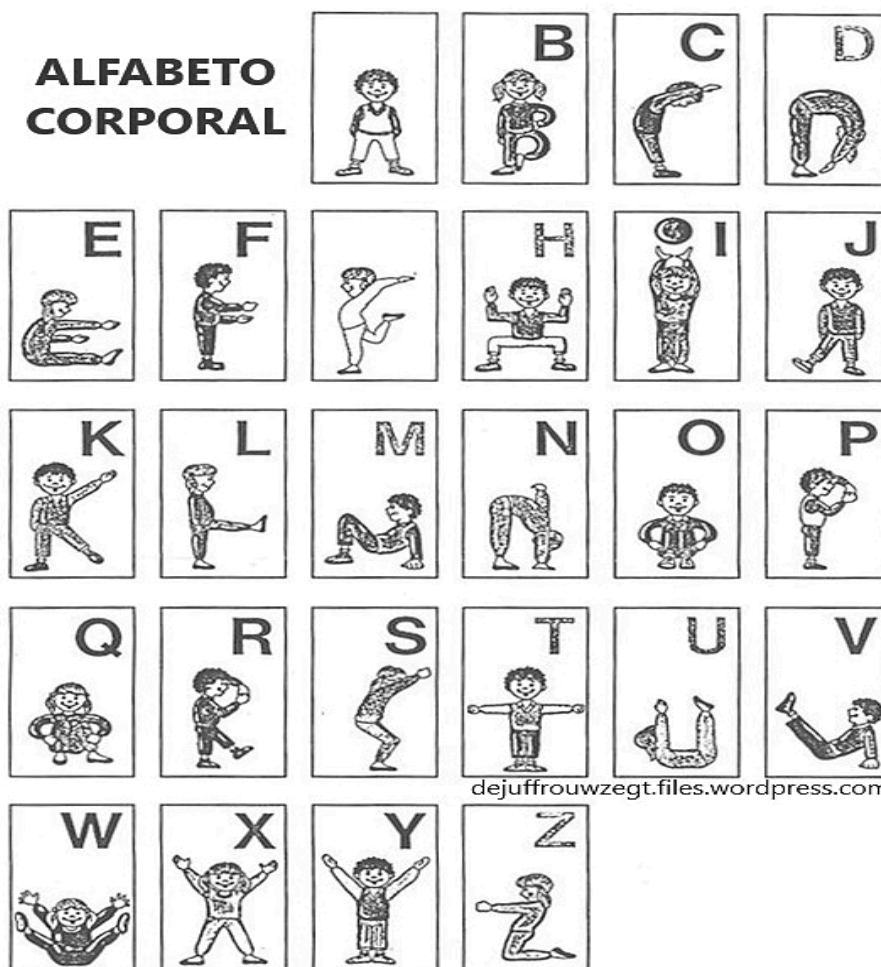 ALFABETO
CORPORAL
B C D
E F H I J
K L M N O P
Q R S T U V
dejuffrouwzegt.files.wordpress.com
W X Y Z